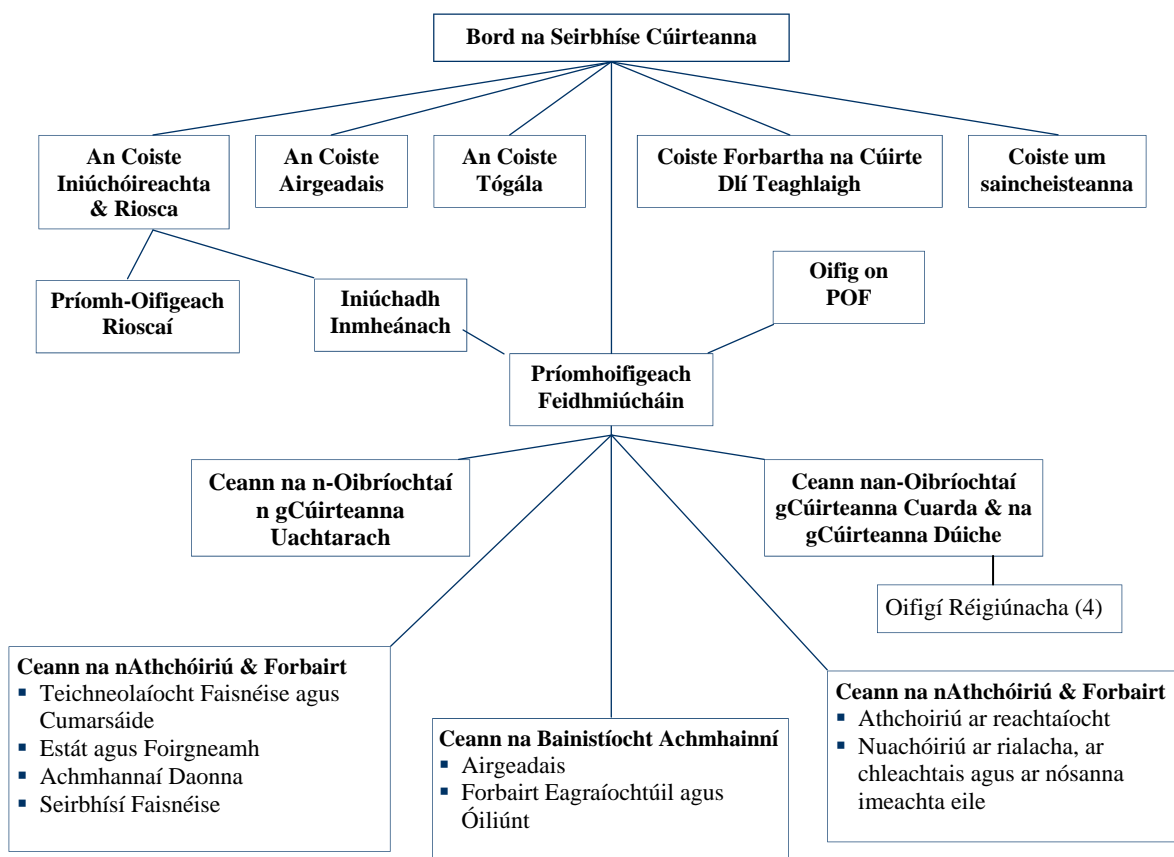 Bord na Seirbhíse Cúirteanna
An Coiste
Iniúchóireachta
& Riosca
An Coiste
Airgeadais
An Coiste
Tógála
Coiste Forbartha na Cúirte
Dlí Teaghlaigh
Coiste um
saincheisteanna
Príomh-Oifigeach
Rioscaí
Iniúchadh
Inmheánach
Oifig on
POF
Príomhoifigeach
Feidhmiúcháin
Ceann na n-Oibríochtaí
n gCúirteanna
Uachtarach
Ceann nan-Oibríochtaí
gCúirteanna Cuarda & na
gCúirteanna Dúiche
Oifigí Réigiúnacha (4)
Ceann na nAthchóiriú & Forbairt
▪ Teichneolaíocht Faisnéise agus
Cumarsáide
▪ Estát agus Foirgneamh
▪ Achmhannaí Daonna
▪ Seirbhísí Faisnéise
Ceann na Bainistíocht Achmhainní
▪ Airgeadais
▪ Forbairt Eagraíochtúil agus
Óiliúnt
Ceann na nAthchóiriú & Forbairt
▪ Athchoiriú ar reachtaíocht
▪ Nuachóiriú ar rialacha, ar
chleachtais agus ar nósanna
imeachta eile